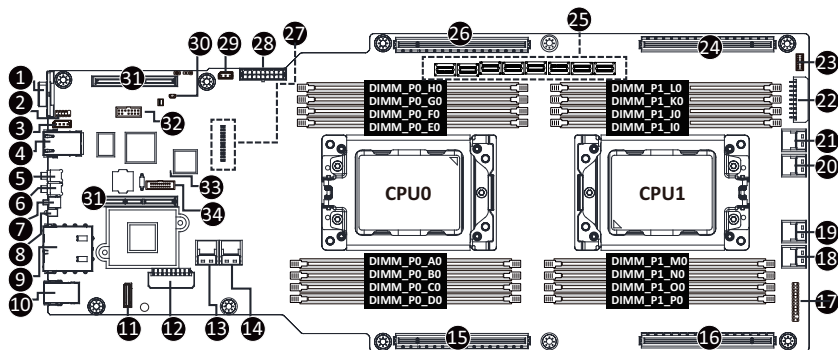 25
30 29 28 27
26
24
23
1
31
2
32
3
4
22
DIMM_P0_H0
DIMM_P0_G0
DIMM_P0_F0
DIMM_P0_E0
DIMM_P1_L0
DIMM_P1_K0
DIMM_P1_J0
DIMM_P1_I0
21
20
5
6
7
8
9
10
33
31
34
CPU0
CPU1
19
18
DIMM_P0_A0
DIMM_P0_B0
DIMM_P0_C0
DIMM_P0_D0
DIMM_P1_M0
DIMM_P1_N0
DIMM_P1_O0
DIMM_P1_P0
17
11
12
13
14
15
16